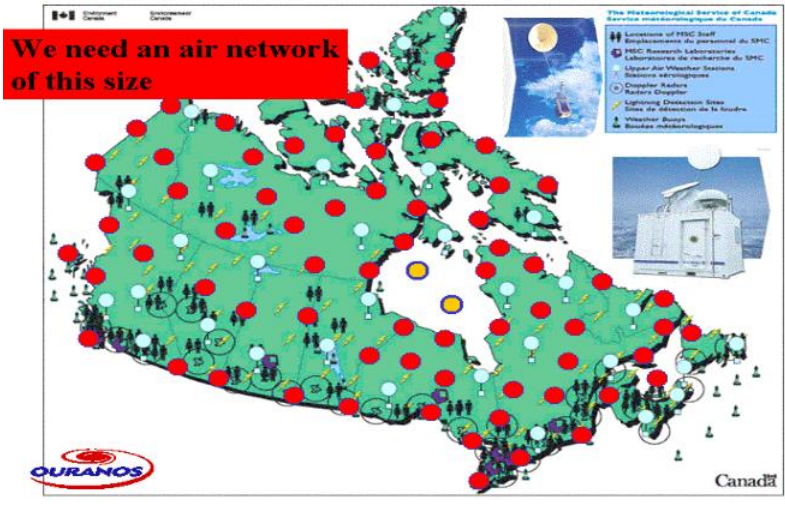 Environment Environnement
Canada Canada
The Meteorological Service of Canada
Service météorologique du Canada
We need an air network
of this size
Locations of MSC Staff
Emplacements du personnel du SMC
MSC Research Laboratories
Laboratoires de recherche du SMC
Upper Air Weather Stations
Stations aérologiques
Doppler Radars
Radars Doppler
Lightning Detection Sites
Sites de détection de la foudre
Weather Buoys
Bouées météorologiques
OURANOS
Canada